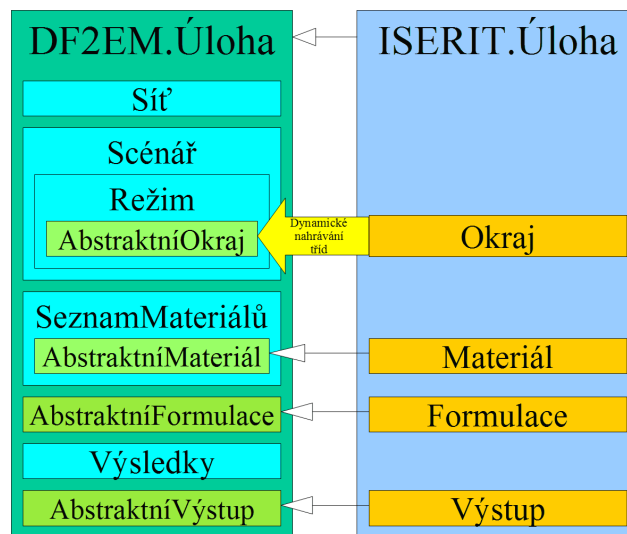 DF2EM.Úloha
ISERIT.Úloha
Síť
Scénář
Režim
AbstraktníOkraj
Dynamické
nahrávání
tříd
Okraj
SeznamMateriálů
AbstraktníMateriál
Materiál
AbstraktníFormulace
Formulace
Výsledky
AbstraktníVýstup
Výstup